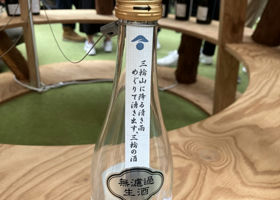 三輪山に降る清き雨
めぐりて湧き出す、三輪の酒
無濾過
生酒